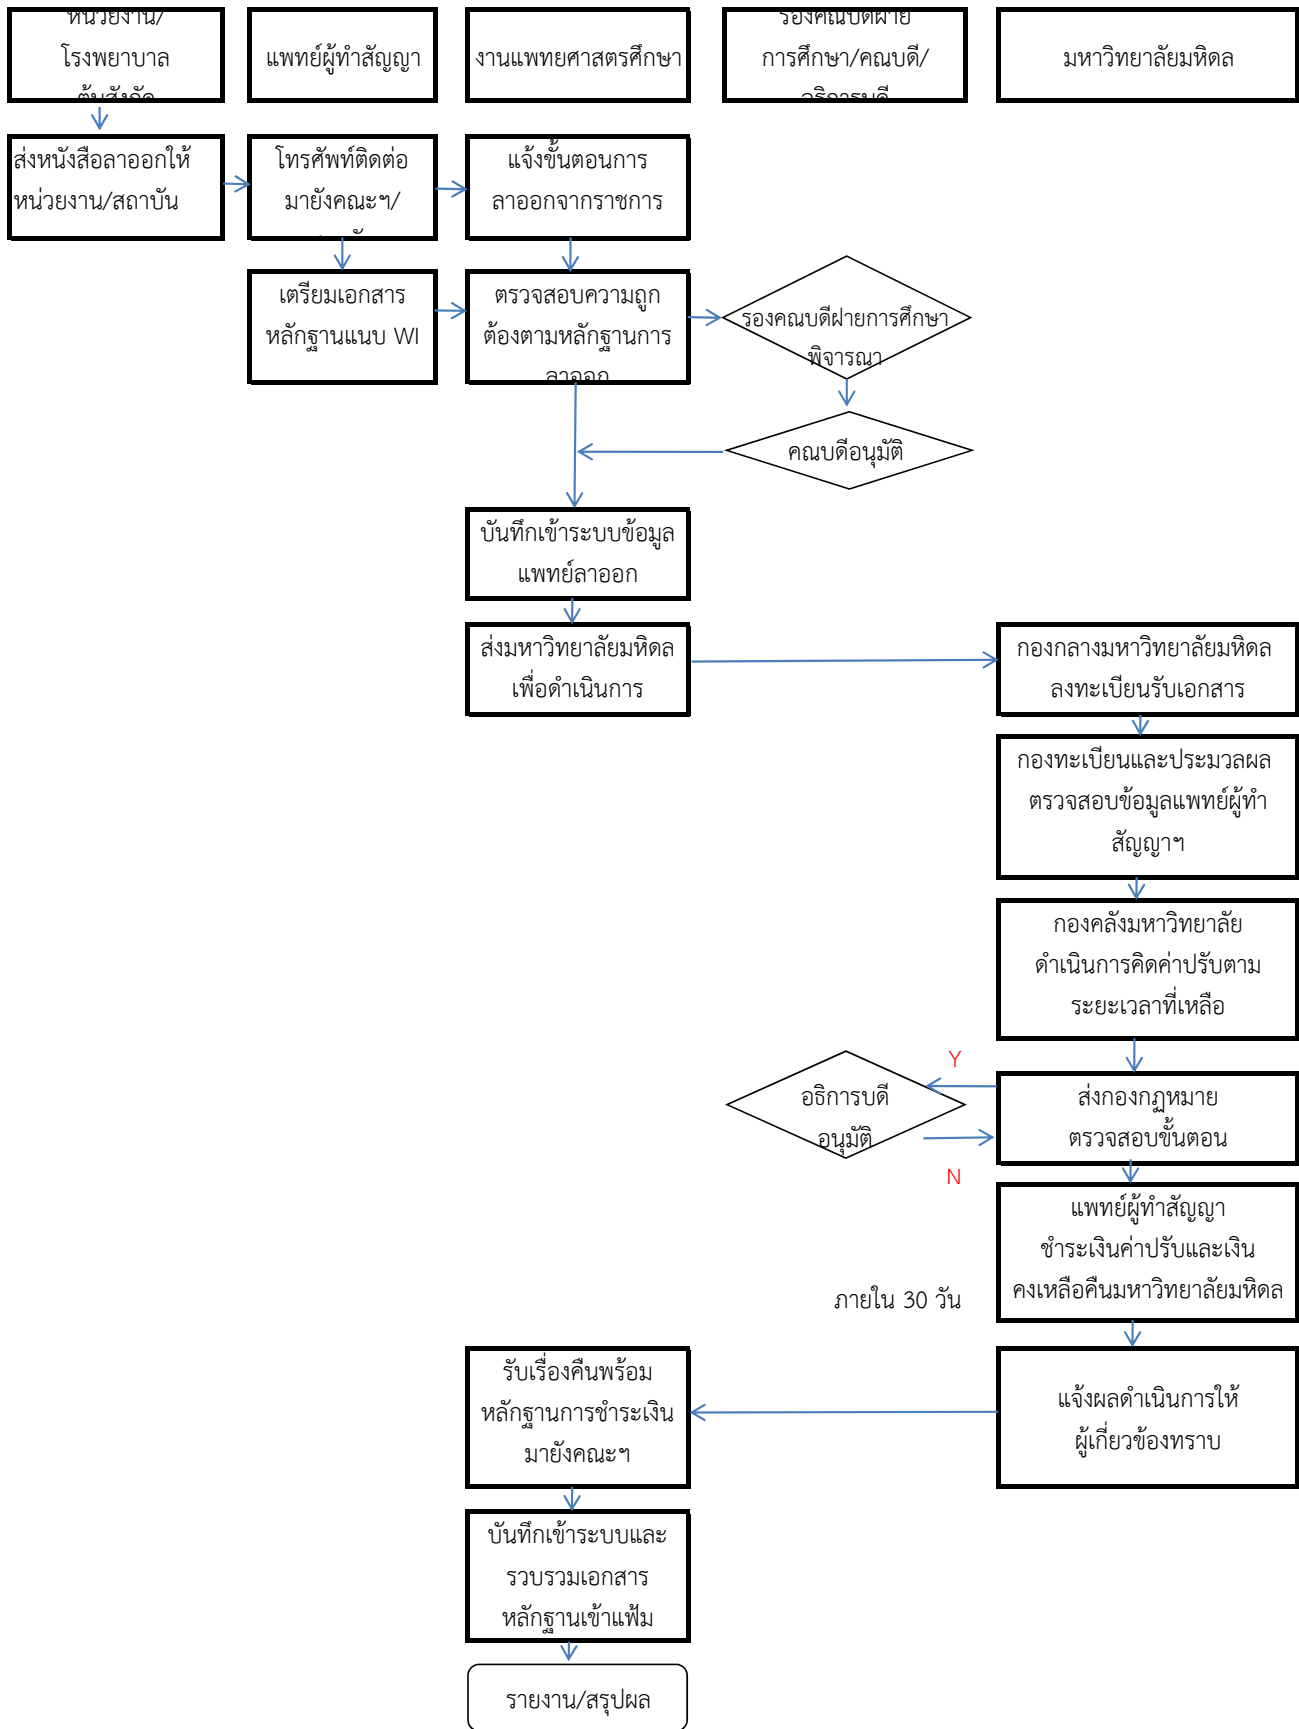 หน่วยงาน/
โรงพยาบาล
ต้นสังกัด
แพทย์ผู้ทำสัญญา
งานแพทยศาสตรศึกษา
รองคณบดีฝ่าย
การศึกษา/คณบดี/
อธิการบดี
มหาวิทยาลัยมหิดล
ส่งหนังสือลาออกให้
หน่วยงาน/สถาบัน
โทรศัพท์ติดต่อ
มายังคณะฯ/
แจ้งขั้นตอนการ
ลาออกจากราชการ
เตรียมเอกสาร
หลักฐานแนบ WI
ตรวจสอบความถูก
ต้องตามหลักฐานการ
ลาออก
รองคณบดีฝ่ายการศึกษา
พิจารณา
คณบดีอนุมัติ
บันทึกเข้าระบบข้อมูล
แพทย์ลาออก
ส่งมหาวิทยาลัยมหิดล
เพื่อดำเนินการ
กองกลางมหาวิทยาลัยมหิดล
ลงทะเบียนรับเอกสาร
กองทะเบียนและประมวลผล
ตรวจสอบข้อมูลแพทย์ผู้ทำ
สัญญาฯ
กองคลังมหาวิทยาลัย
ดำเนินการคิดค่าปรับตาม
ระยะเวลาที่เหลือ
Y
อธิการบดี
อนุมัติ
N
ส่งกองกฎหมาย
ตรวจสอบขั้นตอน
แพทย์ผู้ทำสัญญา
ชำระเงินค่าปรับและเงิน
คงเหลือคืนมหาวิทยาลัยมหิดล
ภายใน 30 วัน
รับเรื่องคืนพร้อม
หลักฐานการชำระเงิน
มายังคณะฯ
แจ้งผลดำเนินการให้
ผู้เกี่ยวข้องทราบ
บันทึกเข้าระบบและ
รวบรวมเอกสาร
หลักฐานเข้าแฟ้ม
รายงาน/สรุปผล